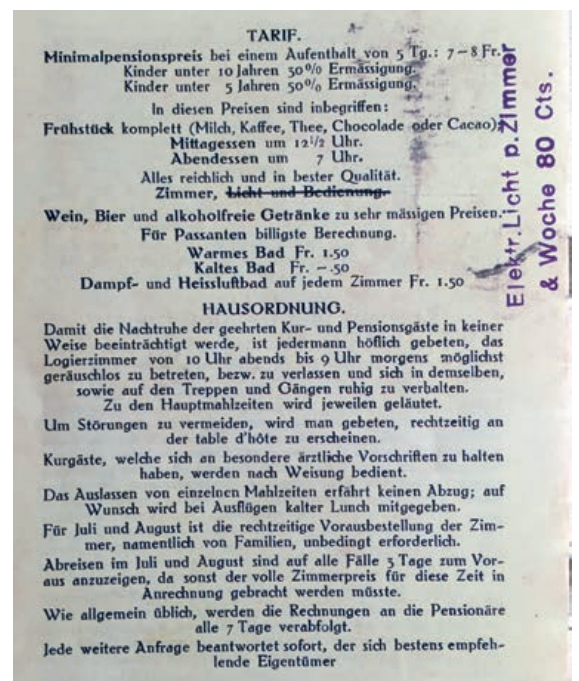 TARIF.
Minimalpensionspreis bei einem Aufenthalt von 5 Tg.: 7–8 Fr.
Kinder unter 10 Jahren 30% Ermässigung.
Kinder unter 5 Jahren 50% Ermässigung.
In diesen Preisen sind inbegriffen:
Frühstück komplett (Milch, Kaffee, Thee, Chocolade oder Cacao),
Mittagessen um 12½ Uhr.
Abendessen um 7 Uhr.
Alles reichlich und in bester Qualität.
Zimmer, Licht und Bedienung.
Wein, Bier und alkoholfreie Getränke zu sehr mässigen Preisen.
Für Passanten billigste Berechnung.
Warmes Bad Fr. 1.50
Kaltes Bad Fr. –.50
Dampf- und Heissluftbad auf jedem Zimmer Fr. 1.50
HAUSORDNUNG.
Damit die Nachtruhe der geehrten Kur- und Pensionsgäste in keiner
Weise beeinträchtigt werde, ist jedermann höflich gebeten, das
Logierzimmer von 10 Uhr abends bis 9 Uhr morgens möglichst
geräuschlos zu betreten, bezw. zu verlassen und sich in demselben,
sowie auf den Treppen und Gängen ruhig zu verhalten.
Zu den Hauptmahlzeiten wird jeweilen geläutet.
Um Störungen zu vermeiden, wird man gebeten, rechtzeitig an
der table d'hôte zu erscheinen.
Kurgäste, welche sich an besondere ärztliche Vorschriften zu halten
haben, werden nach Weisung bedient.
Das Auslassen von einzelnen Mahlzeiten erfährt keinen Abzug; auf
Wunsch wird bei Ausflügen kalter Lunch mitgegeben.
Für Juli und August ist die rechtzeitige Vorausbestellung der Zim-
mer, namentlich von Familien, unbedingt erforderlich.
Abreisen im Juli und August sind auf alle Fälle 3 Tage zum Vor-
aus anzuzeigen, da sonst der volle Zimmerpreis für diese Zeit in
Anrechnung gebracht werden müsste.
Wie allgemein üblich, werden die Rechnungen an die Pensionäre
alle 7 Tage verabfolgt.
Jede weitere Anfrage beantwortet sofort, der sich bestens empfeh-
lende Eigentümer
Elektr.Licht p.Zimmer
& Woche 80 Cts.